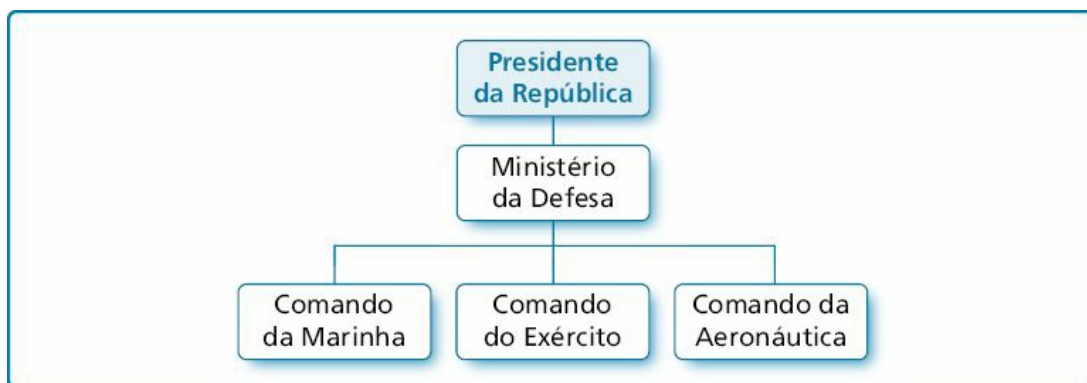 Presidente
da República
Ministério
da Defesa
Comando
da Marinha
Comando
do Exército
Comando da
Aeronáutica